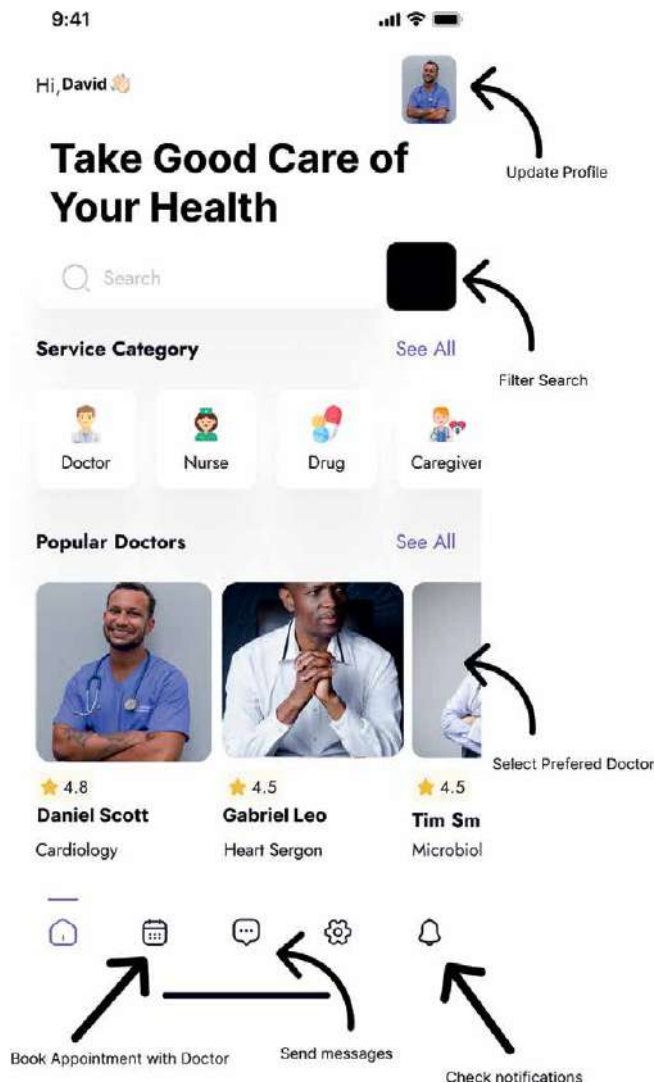 9:41
Hi, David
Update Profile
Take Good Care of
Your Health
Search
Filter Search
Service Category
See All
Doctor
Nurse
Drug
Caregiver
Popular Doctors
See All
Select Prefered Doctor
4.8
4.5
4.5
Daniel Scott
Gabriel Leo
Tim Sm
Cardiology
Heart Sergon
Microbiol
Book Appointment with Doctor
Send messages
Check notifications